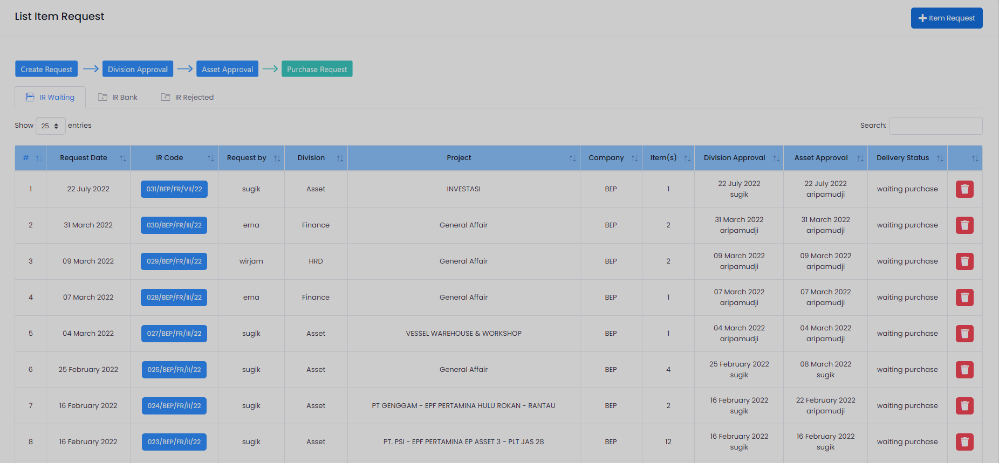 List Item Request
Item Request
Create Request
Division Approval
Asset Approval
Purchase Request
IR Waiting
IR Bank
IR Rejected
Show 25 entries
Search:
# Request Date IR Code Request by Division Project Company Item(s) Division Approval Asset Approval Delivery Status
1 22 July 2022 031/BEP/FR/VII/22 sugik Asset INVESTASI BEP 1 22 July 2022 sugik 22 July 2022 aripamudji waiting purchase
2 31 March 2022 030/BEP/FR/III/22 erna Finance General Affair BEP 2 31 March 2022 aripamudji 31 March 2022 aripamudji waiting purchase
3 09 March 2022 029/BEP/FR/III/22 wirjam HRD General Affair BEP 2 09 March 2022 aripamudji 09 March 2022 aripamudji waiting purchase
4 07 March 2022 028/BEP/FR/III/22 erna Finance General Affair BEP 1 07 March 2022 aripamudji 07 March 2022 aripamudji waiting purchase
5 04 March 2022 027/BEP/FR/III/22 sugik Asset VESSEL WAREHOUSE & WORKSHOP BEP 1 04 March 2022 aripamudji 04 March 2022 aripamudji waiting purchase
6 25 February 2022 025/BEP/FR/II/22 sugik Asset General Affair BEP 4 25 February 2022 sugik 08 March 2022 sugik waiting purchase
7 16 February 2022 024/BEP/FR/II/22 sugik Asset PT GENGGAM - EPF PERTAMINA HULU ROKAN - RANTAU BEP 2 16 February 2022 sugik 22 February 2022 aripamudji waiting purchase
8 16 February 2022 023/BEP/FR/II/22 sugik Asset PT. PSI - EPF PERTAMINA EP ASSET 3 - PLT JAS 28 BEP 12 16 February 2022 sugik 16 February 2022 sugik waiting purchase